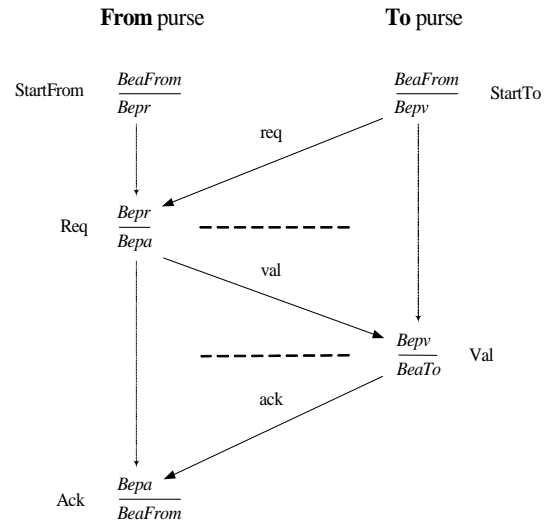 From purse
To purse
StartFrom
BeaFrom
Bepr
BeaFrom
Bepv
StartTo
req
Req
Bepr
Bepa
val
Bepv
BeaTo
Val
ack
Ack
Bepa
BeaFrom